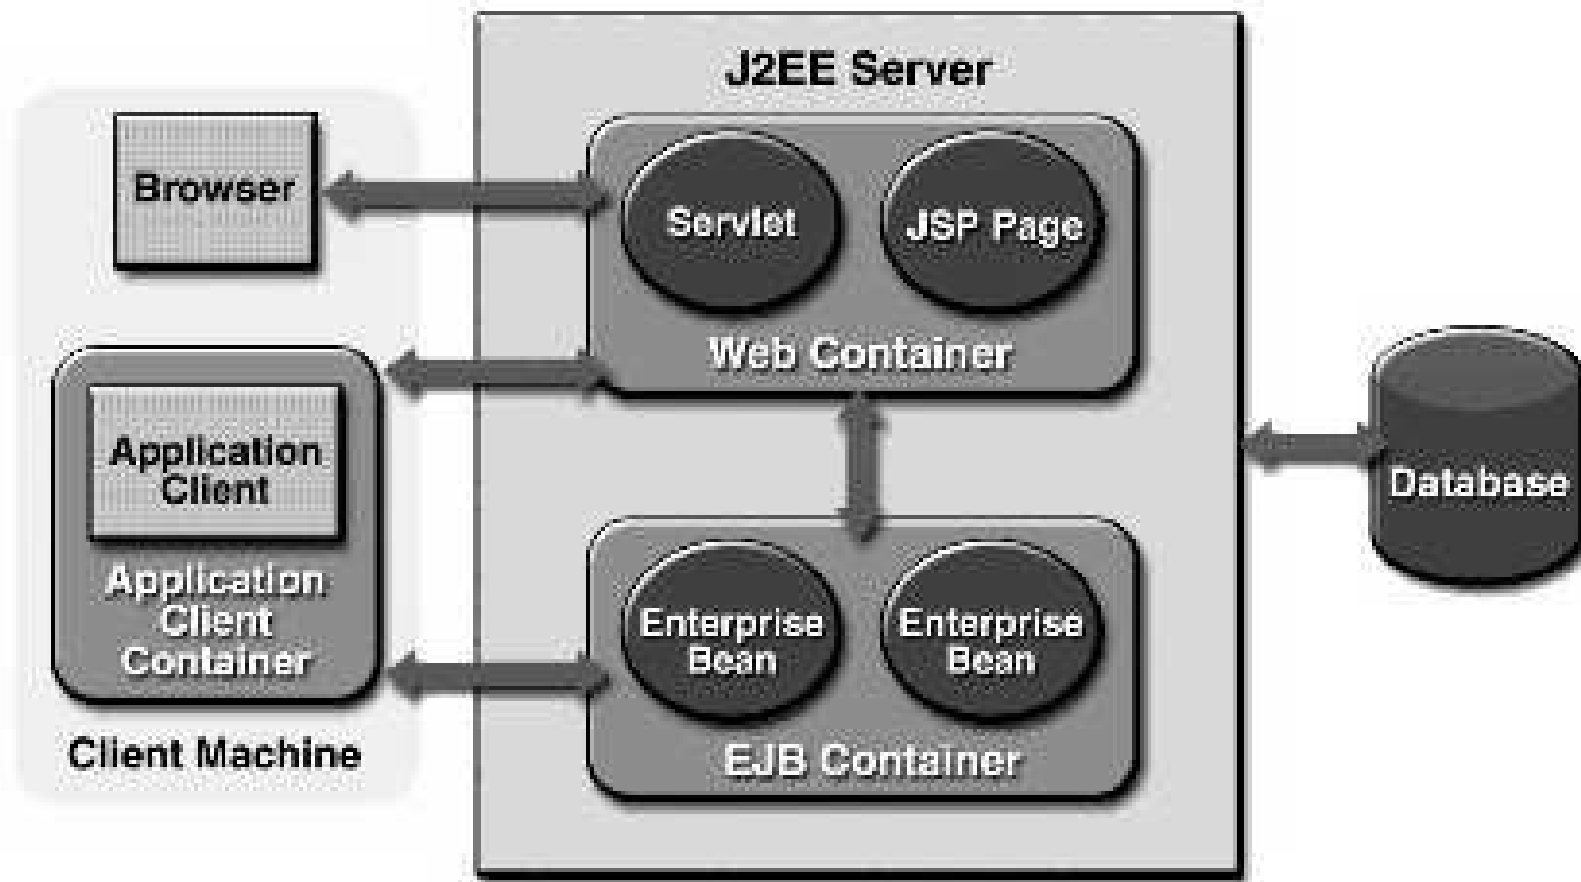 J2EE Server
Browser
Servlet
JSP Page
Web Container
Application
Client
Application
Client
Container
Client Machine
Enterprise
Bean
Enterprise
Bean
EJB Container
Database